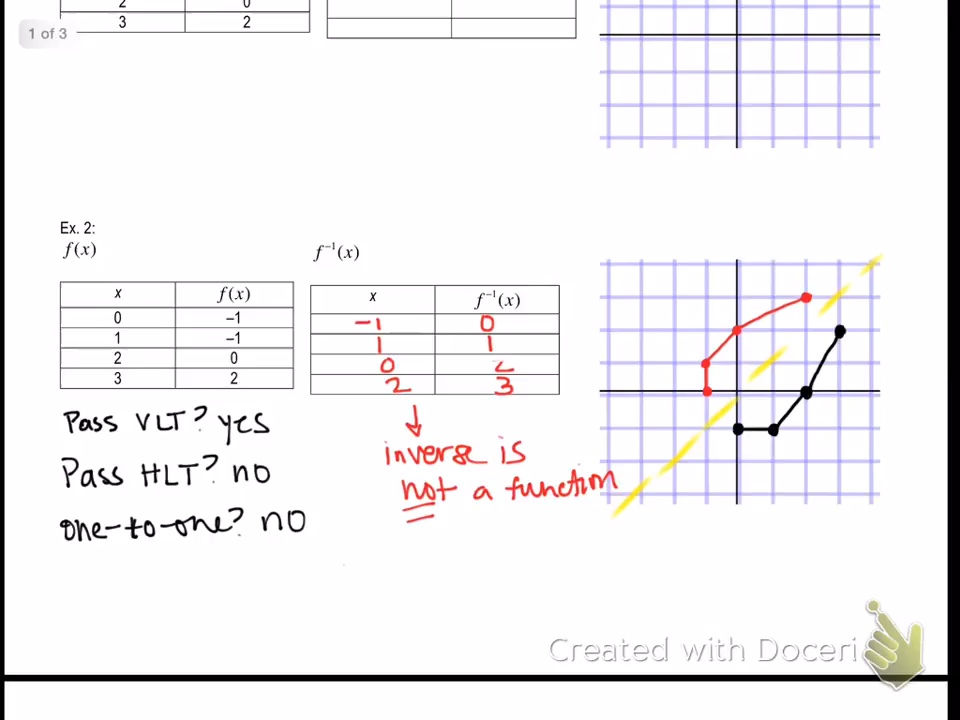 2 0
1 of 3
3 2
Ex. 2:
f(x)
f⁻¹(x)
x f(x)
0 –1
1 –1
2 0
3 2
x f⁻¹(x)
-1 0
1 1
0 2
2 3
Pass VLT? yes
Pass HLT? no
one-to-one? no
inverse is
not a function
Created with Doceri